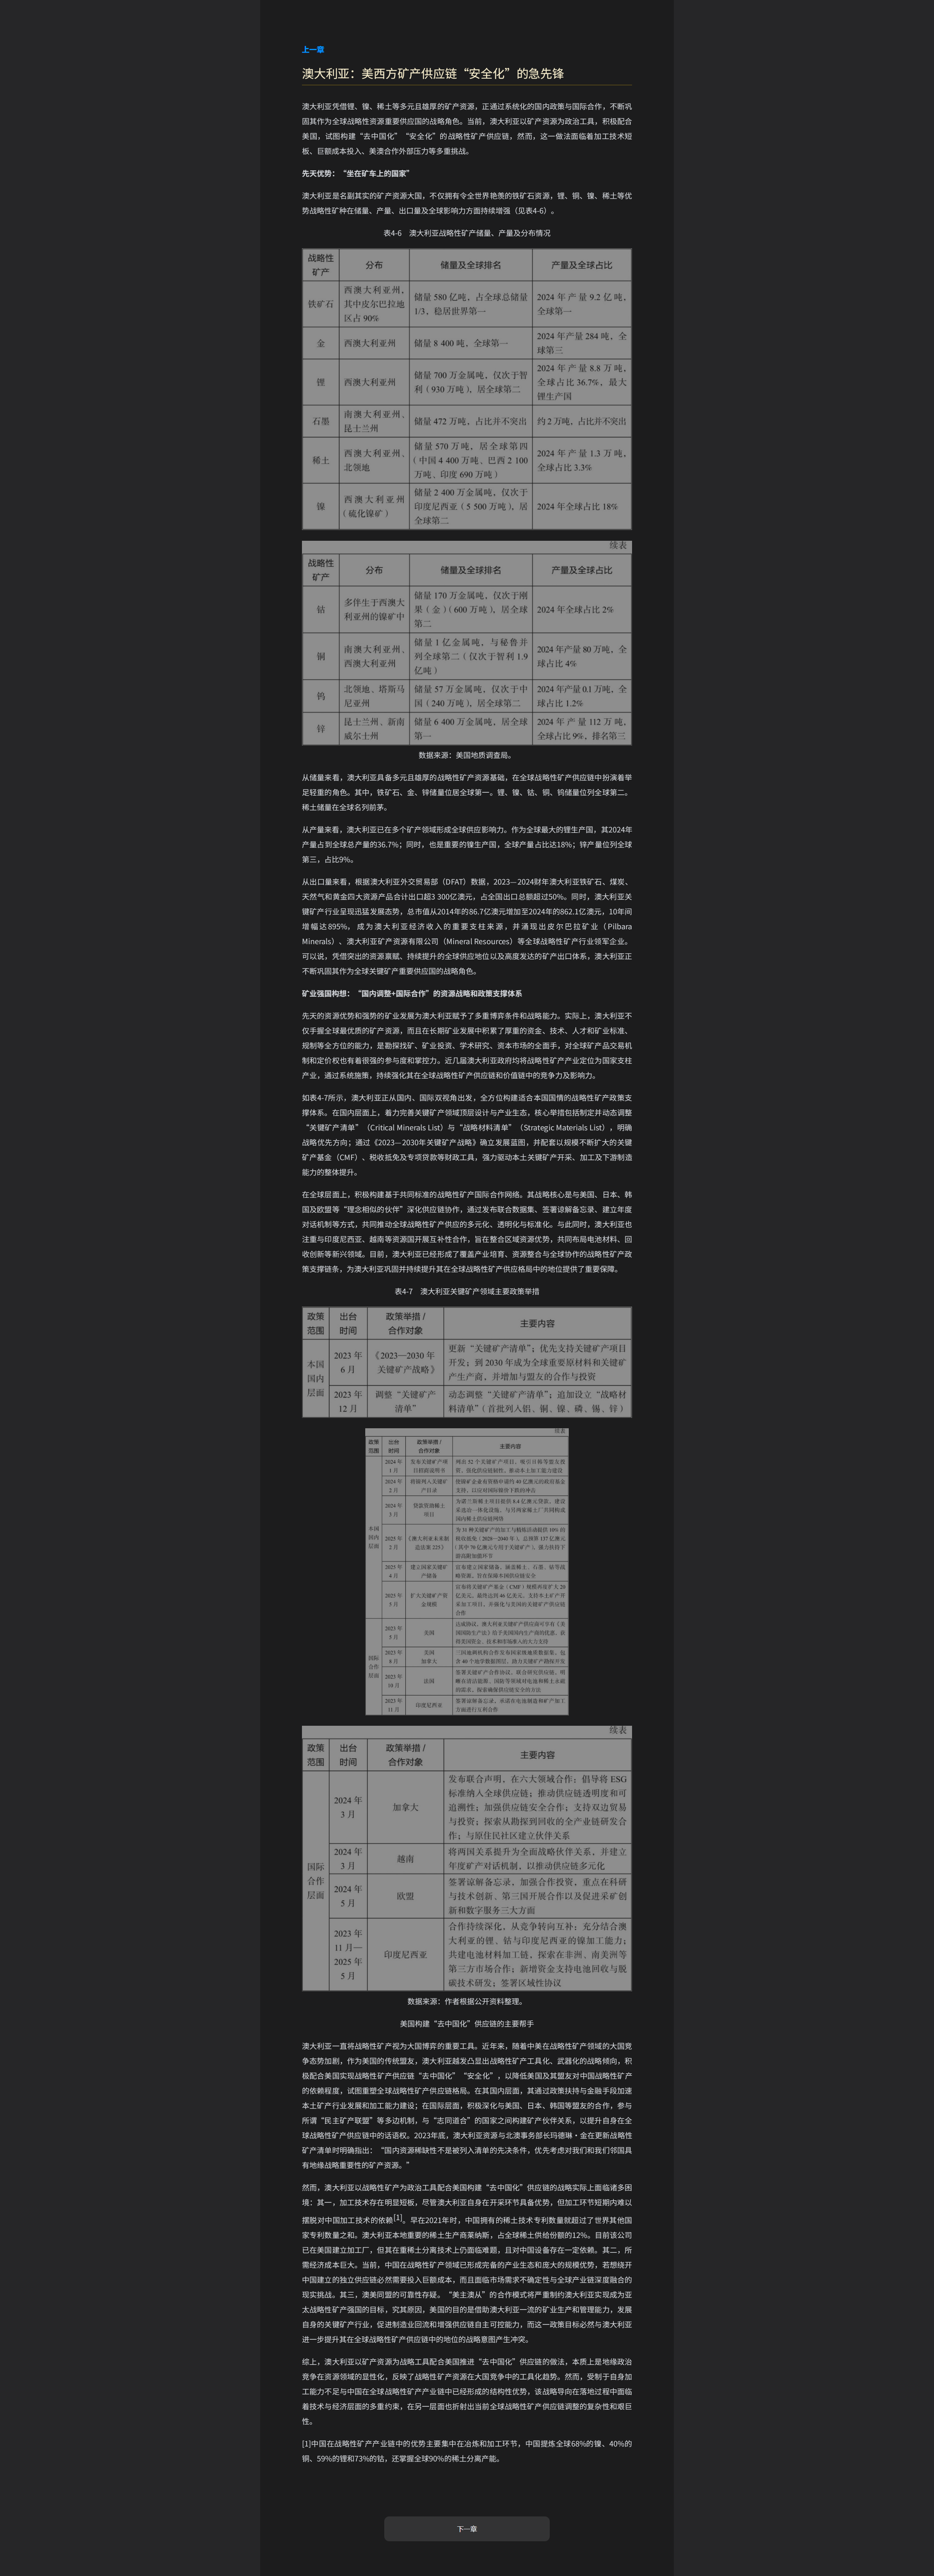 上一章
澳大利亚：美西方矿产供应链“安全化”的急先锋
澳大利亚凭借锂、镍、稀土等多元且雄厚的矿产资源，正通过系统化的国内政策与国际合作，不断巩
固其作为全球战略性资源重要供应国的战略角色。当前，澳大利亚以矿产资源为政治工具，积极配合
美国，试图构建“去中国化”“安全化”的战略性矿产供应链，然而，这一做法面临着加工技术短
板、巨额成本投入、美澳合作外部压力等多重挑战。
先天优势：“坐在矿车上的国家”
澳大利亚是名副其实的矿产资源大国，不仅拥有令全世界艳羡的铁矿石资源，锂、铜、镍、稀土等优
势战略性矿种在储量、产量、出口量及全球影响力方面持续增强（见表4-6）。
表4-6 澳大利亚战略性矿产储量、产量及分布情况
战略性
矿产
分布
储量及全球排名
产量及全球占比
铁矿石
西澳大利亚州，
其中皮尔巴拉地
区占 90%
储量 580 亿吨，占全球总储量
1/3，稳居世界第一
2024 年产量 9.2 亿吨，
全球第一
金
西澳大利亚州
储量 8 400 吨，全球第一
2024 年产量 284 吨，全
球第三
锂
西澳大利亚州
储量 700 万金属吨，仅次于智
利（930 万吨），居全球第二
2024 年产量 8.8 万吨，
全球占比 36.7%，最大
锂生产国
石墨
南澳大利亚州、
昆士兰州
储量 472 万吨，占比并不突出
约 2 万吨，占比并不突出
稀土
西澳大利亚州、
北领地
储量 570 万吨，居全球第四
（中国 4 400 万吨、巴西 2 100
万吨、印度 690 万吨）
2024 年产量 1.3 万吨，
全球占比 3.3%
镍
西澳大利亚州
（硫化镍矿）
储量 2 400 万金属吨，仅次于
印度尼西亚（5 500 万吨），居
全球第二
2024 年全球占比 18%
续表
战略性
矿产
分布
储量及全球排名
产量及全球占比
钴
多伴生于西澳大
利亚州的镍矿中
储量 170 万金属吨，仅次于刚
果（金）（600 万吨），居全球
第二
2024 年全球占比 2%
铜
南澳大利亚州、
西澳大利亚州
储量 1 亿金属吨，与秘鲁并
列全球第二（仅次于智利 1.9
亿吨）
2024 年产量 80 万吨，全
球占比 4%
钨
北领地、塔斯马
尼亚州
储量 57 万金属吨，仅次于中
国（240 万吨），居全球第二
2024 年产量 0.1 万吨，全
球占比 1.2%
锌
昆士兰州、新南
威尔士州
储量 6 400 万金属吨，居全球
第一
2024 年产量 112 万吨，
全球占比 9%，排名第三
数据来源：美国地质调查局。
从储量来看，澳大利亚具备多元且雄厚的战略性矿产资源基础，在全球战略性矿产供应链中扮演着举
足轻重的角色。其中，铁矿石、金、锌储量位居全球第一。锂、镍、钴、铜、钨储量位列全球第二。
稀土储量在全球名列前茅。
从产量来看，澳大利亚已在多个矿产领域形成全球供应影响力。作为全球最大的锂生产国，其2024年
产量占到全球总产量的36.7%；同时，也是重要的镍生产国，全球产量占比达18%；锌产量位列全球
第三，占比9%。
从出口量来看，根据澳大利亚外交贸易部（DFAT）数据，2023—2024财年澳大利亚铁矿石、煤炭、
天然气和黄金四大资源产品合计出口超3 300亿澳元，占全国出口总额超过50%。同时，澳大利亚关
键矿产行业呈现迅猛发展态势，总市值从2014年的86.7亿澳元增加至2024年的862.1亿澳元，10年间
增幅达895%，成为澳大利亚经济收入的重要支柱来源，并涌现出皮尔巴拉矿业（Pilbara
Minerals）、澳大利亚矿产资源有限公司（Mineral Resources）等全球战略性矿产行业领军企业。
可以说，凭借突出的资源禀赋、持续提升的全球供应地位以及高度发达的矿产出口体系，澳大利亚正
不断巩固其作为全球关键矿产重要供应国的战略角色。
矿业强国构想：“国内调整+国际合作”的资源战略和政策支撑体系
先天的资源优势和强势的矿业发展为澳大利亚赋予了多重博弈条件和战略能力。实际上，澳大利亚不
仅手握全球最优质的矿产资源，而且在长期矿业发展中积累了厚重的资金、技术、人才和矿业标准、
规制等全方位的能力，是勘探找矿、矿业投资、学术研究、资本市场的全面手，对全球矿产品交易机
制和定价权也有着很强的参与度和掌控力。近几届澳大利亚政府均将战略性矿产产业定位为国家支柱
产业，通过系统施策，持续强化其在全球战略性矿产供应链和价值链中的竞争力及影响力。
如表4-7所示，澳大利亚正从国内、国际双视角出发，全方位构建适合本国国情的战略性矿产政策支
撑体系。在国内层面上，着力完善关键矿产领域顶层设计与产业生态，核心举措包括制定并动态调整
“关键矿产清单”（Critical Minerals List）与“战略材料清单”（Strategic Materials List），明确
战略优先方向；通过《2023—2030年关键矿产战略》确立发展蓝图，并配套以规模不断扩大的关键
矿产基金（CMF）、税收抵免及专项贷款等财政工具，强力驱动本土关键矿产开采、加工及下游制造
能力的整体提升。
在全球层面上，积极构建基于共同标准的战略性矿产国际合作网络。其战略核心是与美国、日本、韩
国及欧盟等“理念相似的伙伴”深化供应链协作，通过发布联合数据集、签署谅解备忘录、建立年度
对话机制等方式，共同推动全球战略性矿产供应的多元化、透明化与标准化。与此同时，澳大利亚也
注重与印度尼西亚、越南等资源国开展互补性合作，旨在整合区域资源优势，共同布局电池材料、回
收创新等新兴领域。目前，澳大利亚已经形成了覆盖产业培育、资源整合与全球协作的战略性矿产政
策支撑链条，为澳大利亚巩固并持续提升其在全球战略性矿产供应格局中的地位提供了重要保障。
表4-7 澳大利亚关键矿产领域主要政策举措
政策
范围
出台
时间
政策举措 /
合作对象
主要内容
本国
国内
层面
2023 年
6 月
《2023—2030 年
关键矿产战略》
更新“关键矿产清单”；优先支持关键矿产项目
开发；到 2030 年成为全球重要原材料和关键矿
产生产商，并增加与盟友的合作与投资
2023 年
12 月
调整“关键矿产
清单”
动态调整“关键矿产清单”；追加设立“战略材
料清单”（首批列入铝、铜、镍、磷、锡、锌）
续表
政策
范围
出台
时间
政策举措 /
合作对象
主要内容
本国
国内
层面
2024 年
1 月
2024 年
2 月
2024 年
3 月
2025 年
2 月
2025 年
4 月
建立国家关键矿
产储备
国际
合作
层面
美国
美国
加拿大
法国
印度尼西亚
续表
政策
范围
出台
时间
政策举措 /
合作对象
主要内容
国际
合作
层面
2024 年
3 月
加拿大
发布联合声明，在六大领域合作：倡导将 ESG
标准纳入全球供应链；推动供应链透明度和可
追溯性；加强供应链安全合作；支持双边贸易
与投资；探索从勘探到回收的全产业链研发合
作；与原住民社区建立伙伴关系
2024 年
3 月
越南
将两国关系提升为全面战略伙伴关系，并建立
年度矿产对话机制，以推动供应链多元化
2024 年
5 月
欧盟
签署谅解备忘录，加强合作投资，重点在科研
与技术创新、第三国开展合作以及促进采矿创
新和数字服务三大方面
2023 年
11 月—
2025 年
5 月
印度尼西亚
合作持续深化，从竞争转向互补：充分结合澳
大利亚的锂、钴与印度尼西亚的镍加工能力；
共建电池材料加工链，探索在非洲、南美洲等
第三方市场合作；新增资金支持电池回收与脱
碳技术研发；签署区域性协议
数据来源：作者根据公开资料整理。
美国构建“去中国化”供应链的主要帮手
澳大利亚一直将战略性矿产视为大国博弈的重要工具。近年来，随着中美在战略性矿产领域的大国竞
争态势加剧，作为美国的传统盟友，澳大利亚越发凸显出战略性矿产工具化、武器化的战略倾向，积
极配合美国实现战略性矿产供应链“去中国化”“安全化”，以降低美国及其盟友对中国战略性矿产
的依赖程度，试图重塑全球战略性矿产供应链格局。在其国内层面，其通过政策扶持与金融手段加速
本土矿产行业发展和加工能力建设；在国际层面，积极深化与美国、日本、韩国等盟友的合作，参与
所谓“民主矿产联盟”等多边机制，与“志同道合”的国家之间构建矿产伙伴关系，以提升自身在全
球战略性矿产供应链中的话语权。2023年底，澳大利亚资源与北澳事务部长玛德琳·金在更新战略性
矿产清单时明确指出：“国内资源稀缺性不是被列入清单的先决条件，优先考虑对我们和我们邻国具
有地缘战略重要性的矿产资源。”
然而，澳大利亚以战略性矿产为政治工具配合美国构建“去中国化”供应链的战略实际上面临诸多困
境：其一，加工技术存在明显短板，尽管澳大利亚自身在开采环节具备优势，但加工环节短期内难以
摆脱对中国加工技术的依赖[1]。早在2021年时，中国拥有的稀土技术专利数量就超过了世界其他国
家专利数量之和。澳大利亚本地重要的稀土生产商莱纳斯，占全球稀土供给份额的12%。目前该公司
已在美国建立加工厂，但其在重稀土分离技术上仍面临难题，且对中国设备存在一定依赖。其二，所
需经济成本巨大。当前，中国在战略性矿产领域已形成完备的产业生态和庞大的规模优势，若想绕开
中国建立的独立供应链必然需要投入巨额成本，而且面临市场需求不确定性与全球产业链深度融合的
现实挑战。其三，澳美同盟的可靠性存疑。“美主澳从”的合作模式将严重制约澳大利亚实现成为亚
太战略性矿产强国的目标，究其原因，美国的目的是借助澳大利亚一流的矿业生产和管理能力，发展
自身的关键矿产行业，促进制造业回流和增强供应链自主可控能力，而这一政策目标必然与澳大利亚
进一步提升其在全球战略性矿产供应链中的地位的战略意图产生冲突。
综上，澳大利亚以矿产资源为战略工具配合美国推进“去中国化”供应链的做法，本质上是地缘政治
竞争在资源领域的显性化，反映了战略性矿产资源在大国竞争中的工具化趋势。然而，受制于自身加
工能力不足与中国在全球战略性矿产产业链中已经形成的结构性优势，该战略导向在落地过程中面临
着技术与经济层面的多重约束，在另一层面也折射出当前全球战略性矿产供应链调整的复杂性和艰巨
性。
[1]中国在战略性矿产产业链中的优势主要集中在冶炼和加工环节，中国提炼全球68%的镍、40%的
铜、59%的锂和73%的钴，还掌握全球90%的稀土分离产能。
下一章